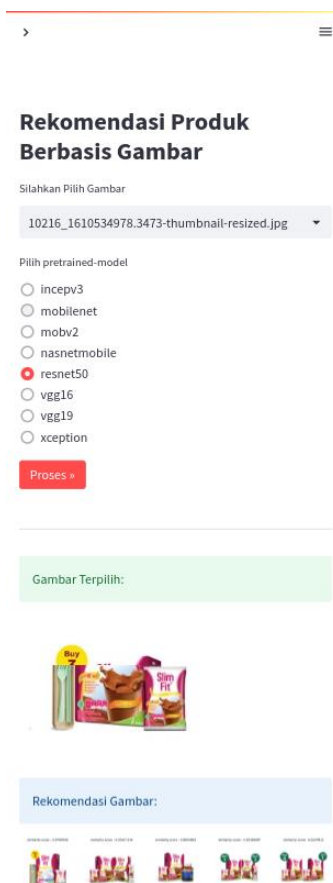 Rekomendasi Produk
Berbasis Gambar
Silahkan Pilih Gambar
10216_1610534978.3473-thumbnail-resized.jpg
Pilih pretrained-model
incepv3
mobilenet
mobv2
nasnetmobile
resnet50
vgg16
vgg19
xception
Proses »
Gambar Terpilih:
Buy
Slim
Fit
Rekomendasi Gambar: